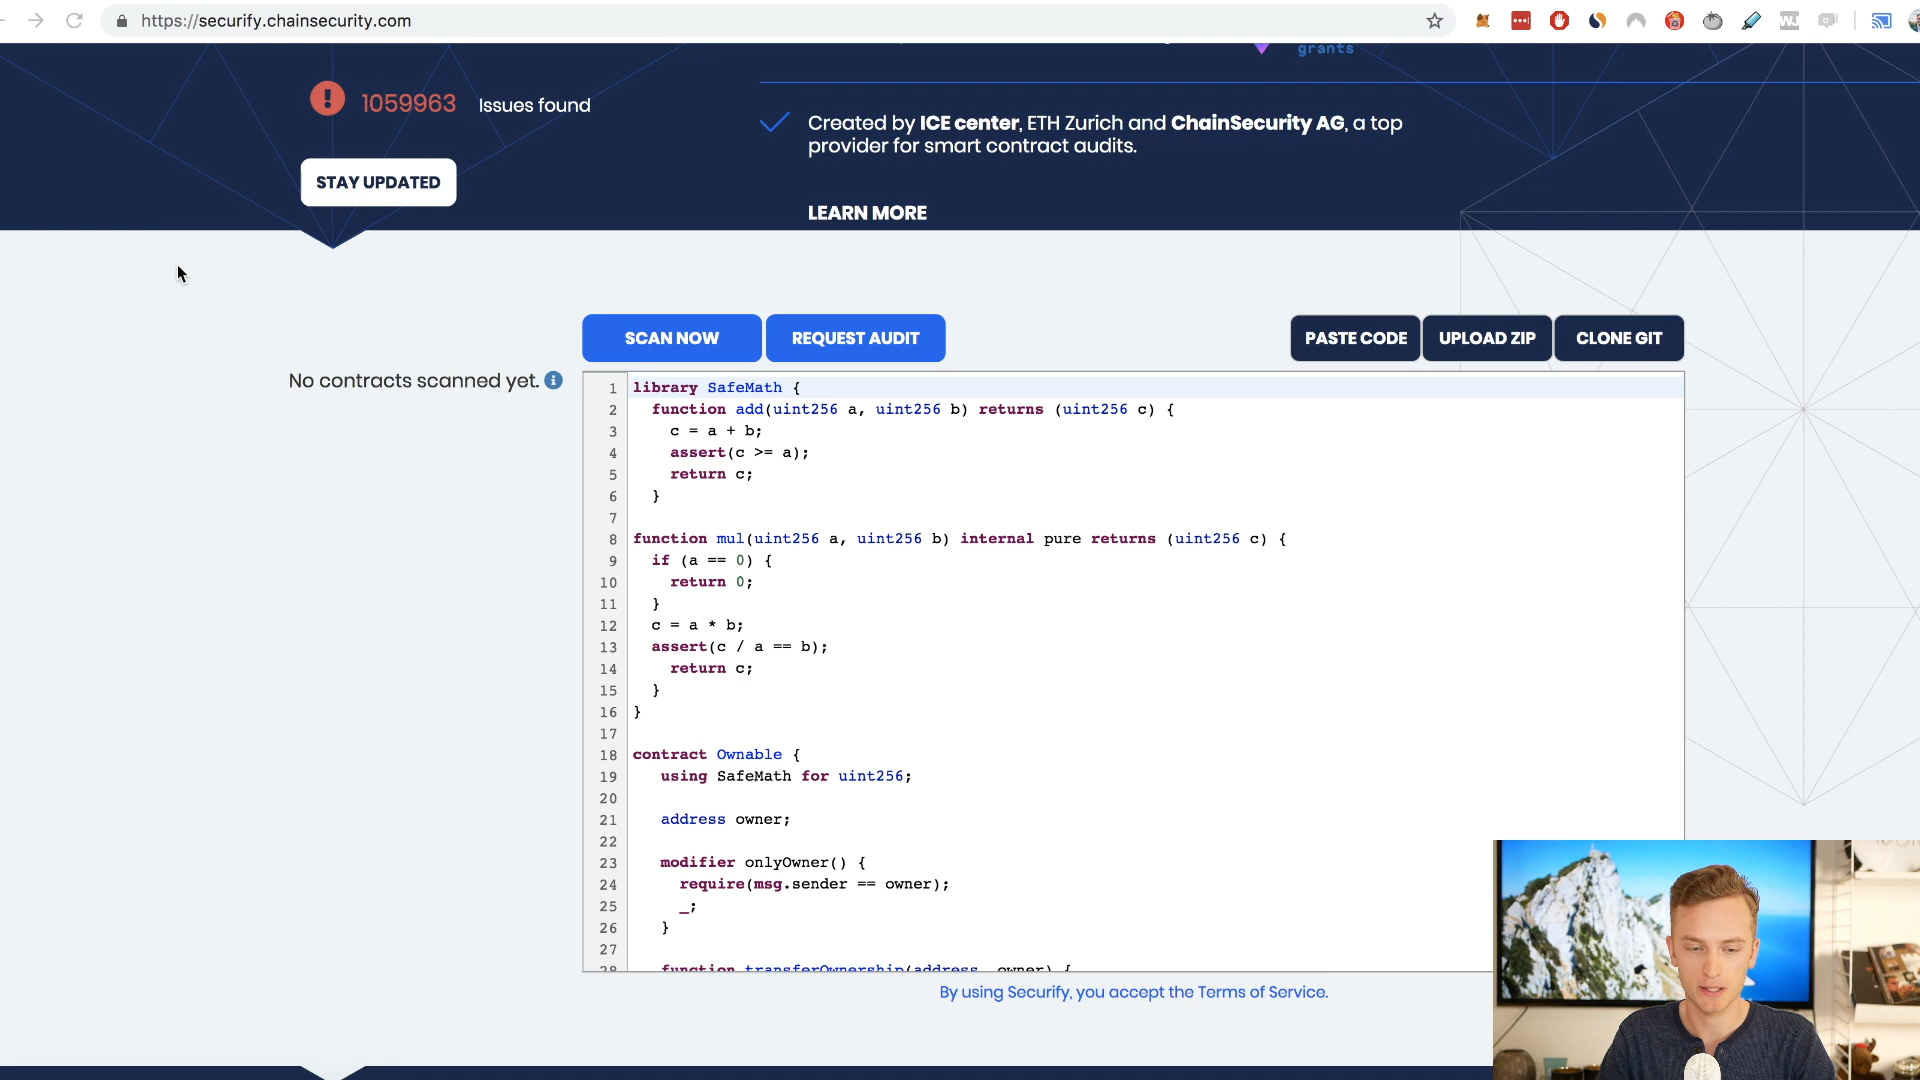 https://securify.chainsecurity.com
grants
1059963 Issues found
Created by ICE center, ETH Zurich and ChainSecurity AG, a top
provider for smart contract audits.
STAY UPDATED
LEARN MORE
SCAN NOW
REQUEST AUDIT
PASTE CODE
UPLOAD ZIP
CLONE GIT
No contracts scanned yet.
1 library SafeMath {
2 function add(uint256 a, uint256 b) returns (uint256 c) {
3 c = a + b;
4 assert(c >= a);
5 return c;
6 }
7
8 function mul(uint256 a, uint256 b) internal pure returns (uint256 c) {
9 if (a == 0) {
10 return 0;
11 }
12 c = a * b;
13 assert(c / a == b);
14 return c;
15 }
16 }
17
18 contract Ownable {
19 using SafeMath for uint256;
20
21 address owner;
22
23 modifier onlyOwner() {
24 require(msg.sender == owner);
25 _;
26 }
27
28 function transferOwnership(address _owner) {
By using Securify, you accept the Terms of Service.